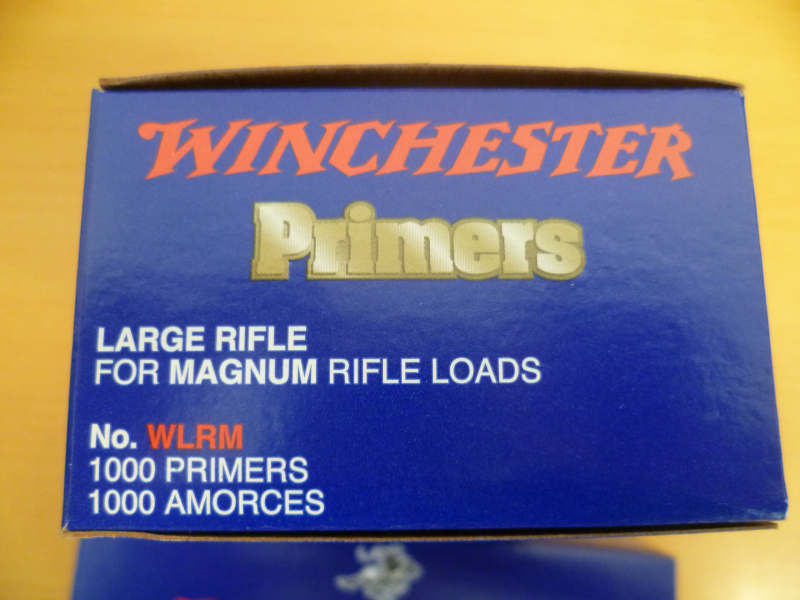 WINCHESTER
Primers
LARGE RIFLE
FOR MAGNUM RIFLE LOADS
No. WLRM
1000 PRIMERS
1000 AMORCES